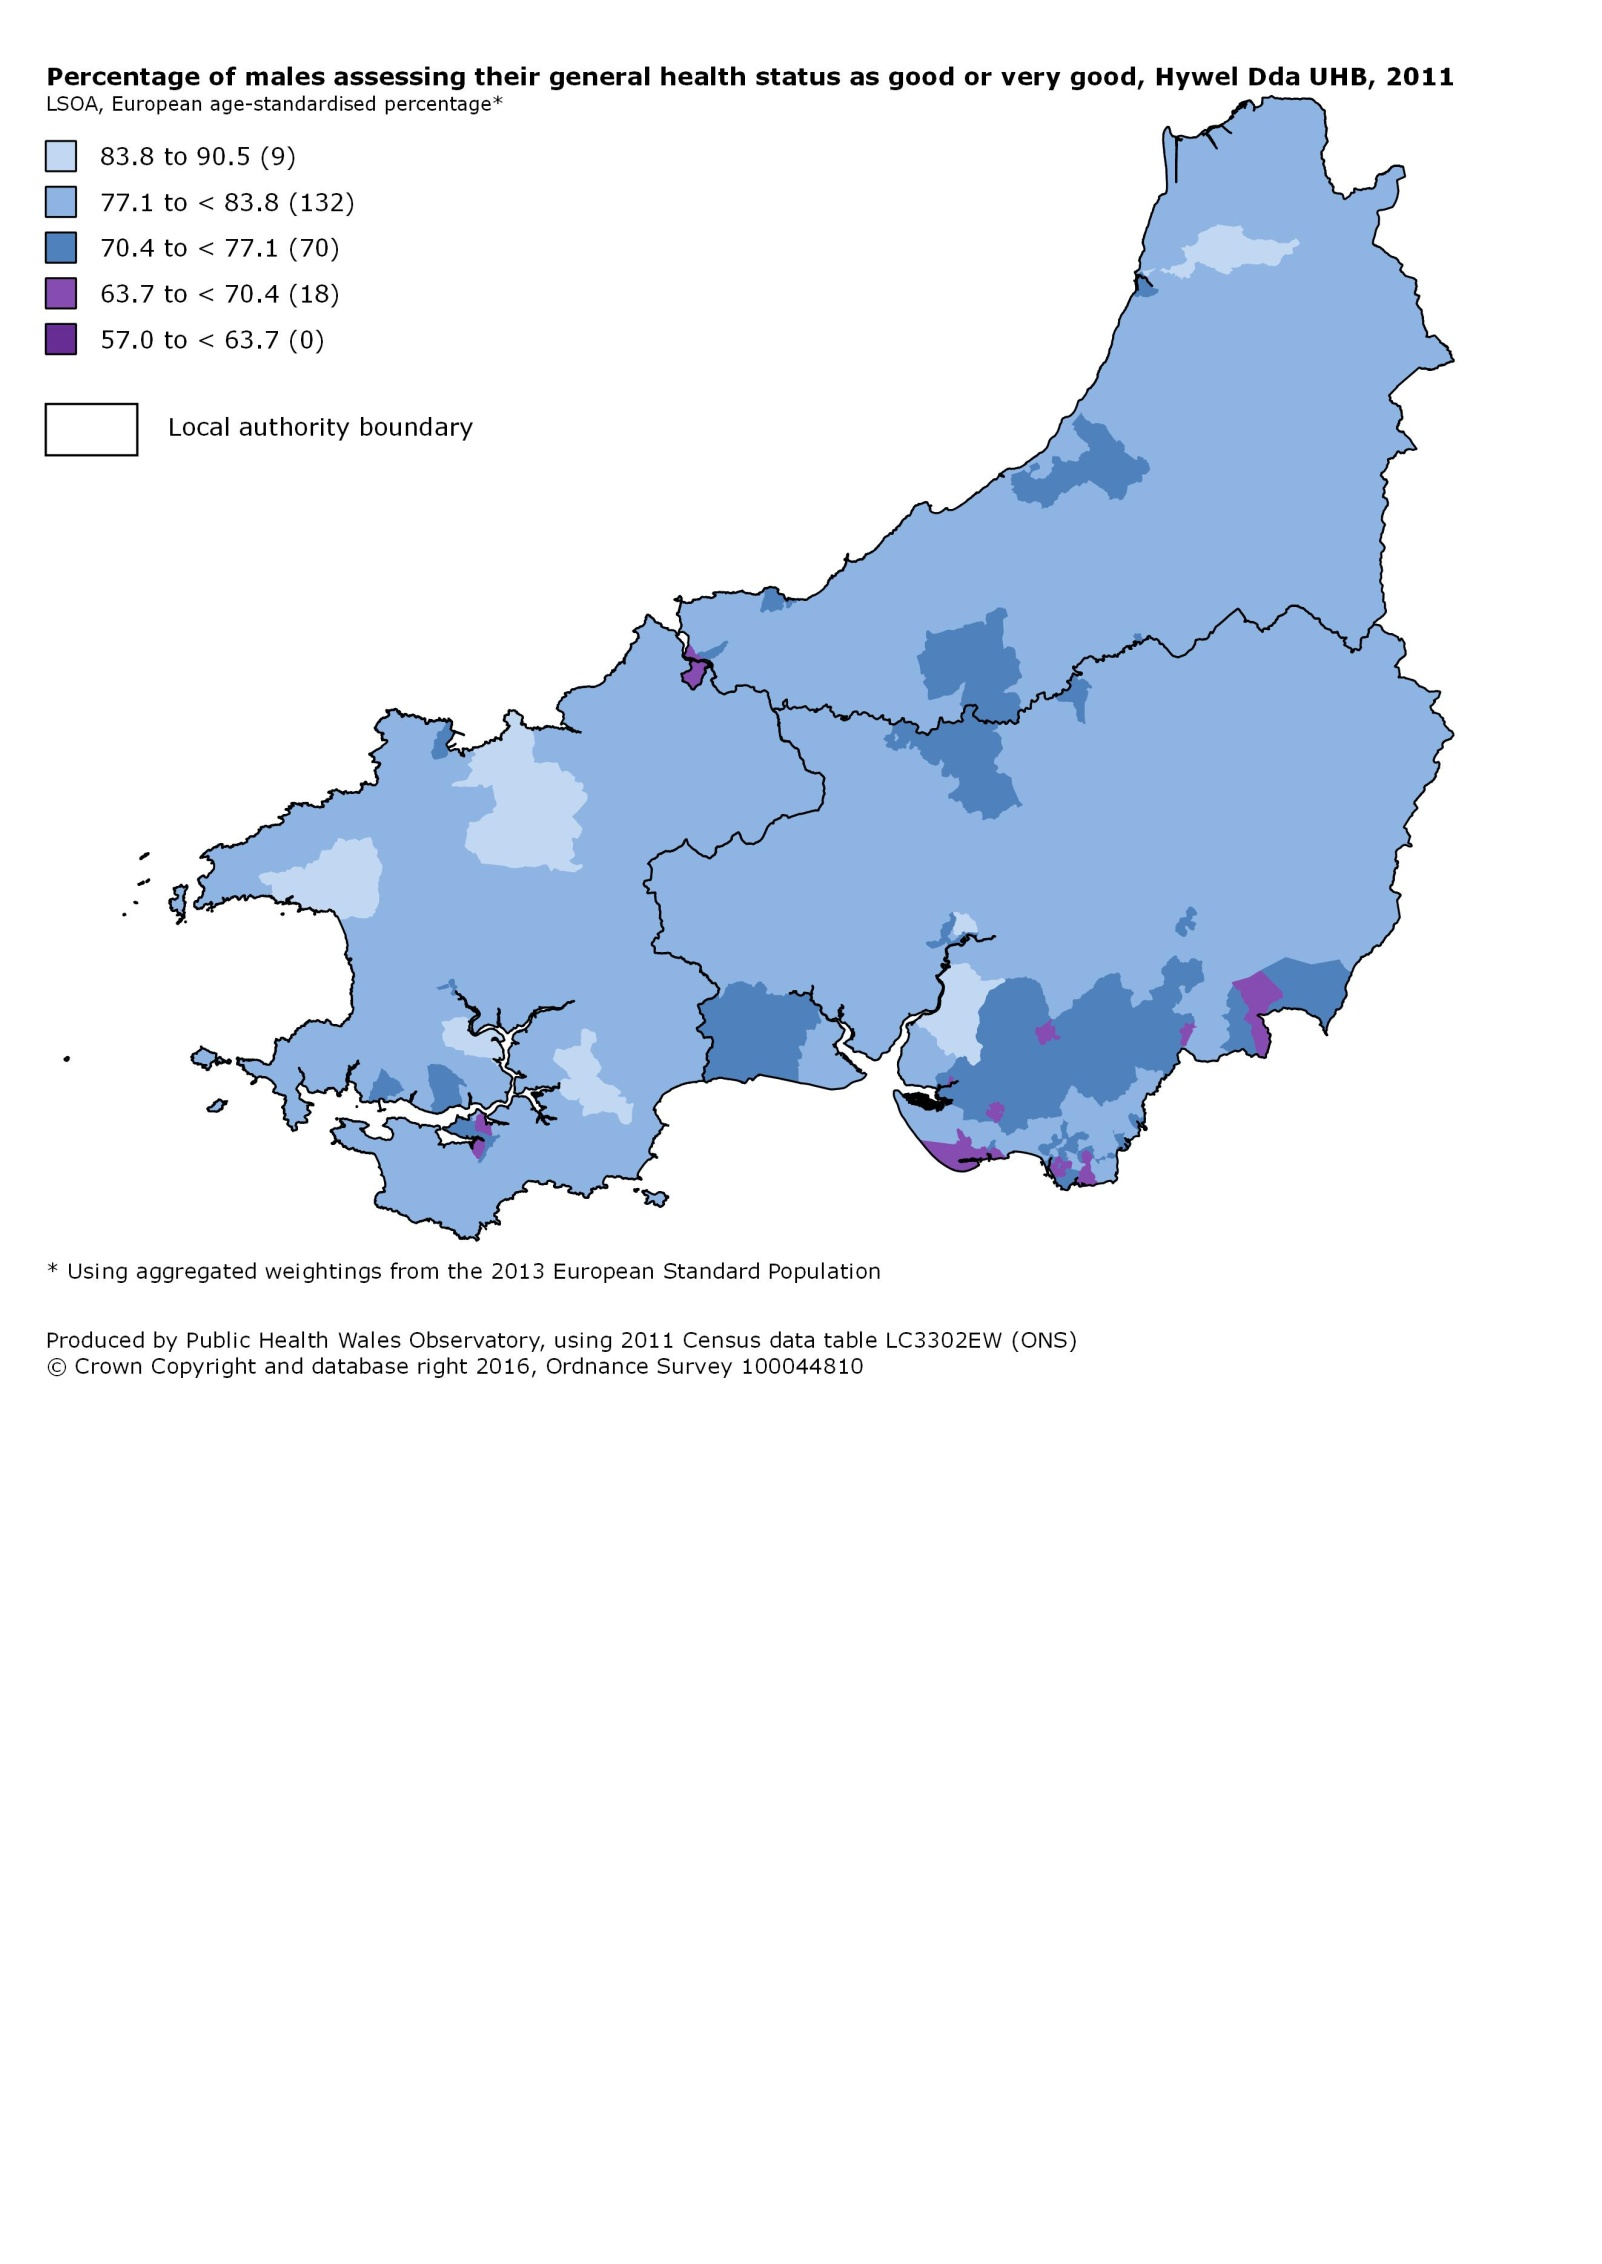 Percentage of males assessing their general health status as good or very good, Hywel Dda UHB, 2011
LSOA, European age-standardised percentage*
83.8 to 90.5 (9)
77.1 to < 83.8 (132)
70.4 to < 77.1 (70)
63.7 to < 70.4 (18)
57.0 to < 63.7 (0)
Local authority boundary
* Using aggregated weightings from the 2013 European Standard Population
Produced by Public Health Wales Observatory, using 2011 Census data table LC3302EW (ONS)
© Crown Copyright and database right 2016, Ordnance Survey 100044810